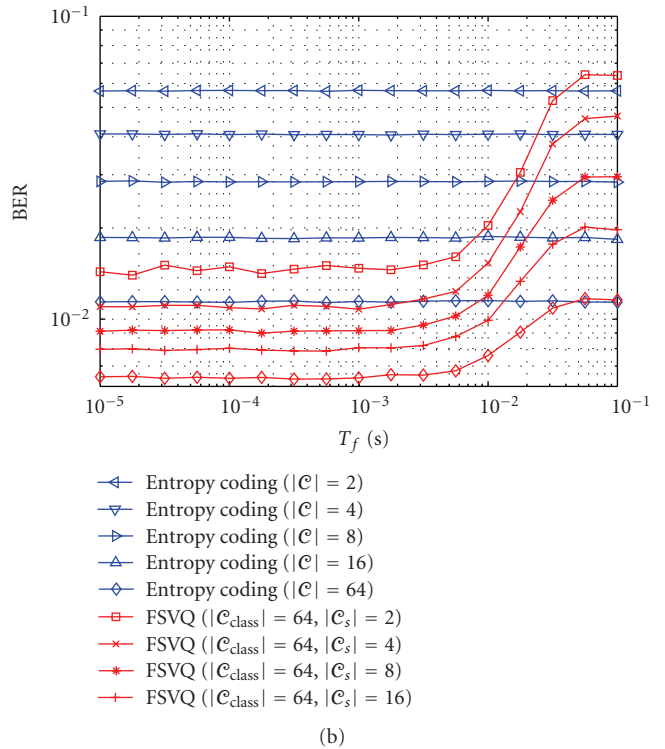 10⁻¹
BER
10⁻²
10⁻⁵ 10⁻⁴ 10⁻³ 10⁻² 10⁻¹
T_f (s)
Entropy coding (|𝒞| = 2)
Entropy coding (|𝒞| = 4)
Entropy coding (|𝒞| = 8)
Entropy coding (|𝒞| = 16)
Entropy coding (|𝒞| = 64)
FSVQ (|𝒞_class| = 64, |𝒞_s| = 2)
FSVQ (|𝒞_class| = 64, |𝒞_s| = 4)
FSVQ (|𝒞_class| = 64, |𝒞_s| = 8)
FSVQ (|𝒞_class| = 64, |𝒞_s| = 16)
(b)